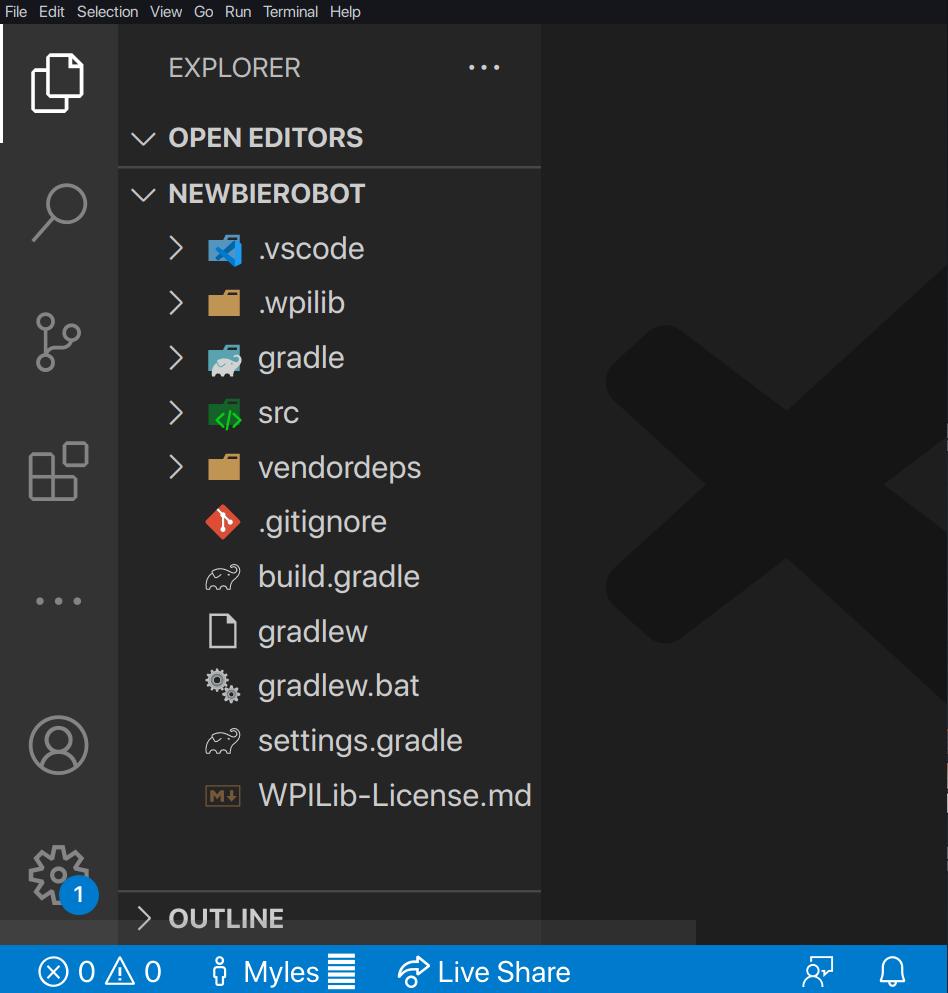 File Edit Selection View Go Run Terminal Help
EXPLORER
OPEN EDITORS
NEWBIEROBOT
.vscode
.wpilib
gradle
src
vendordeps
.gitignore
build.gradle
gradlew
gradlew.bat
settings.gradle
WPILib-License.md
1
OUTLINE
0 0 Myles Live Share